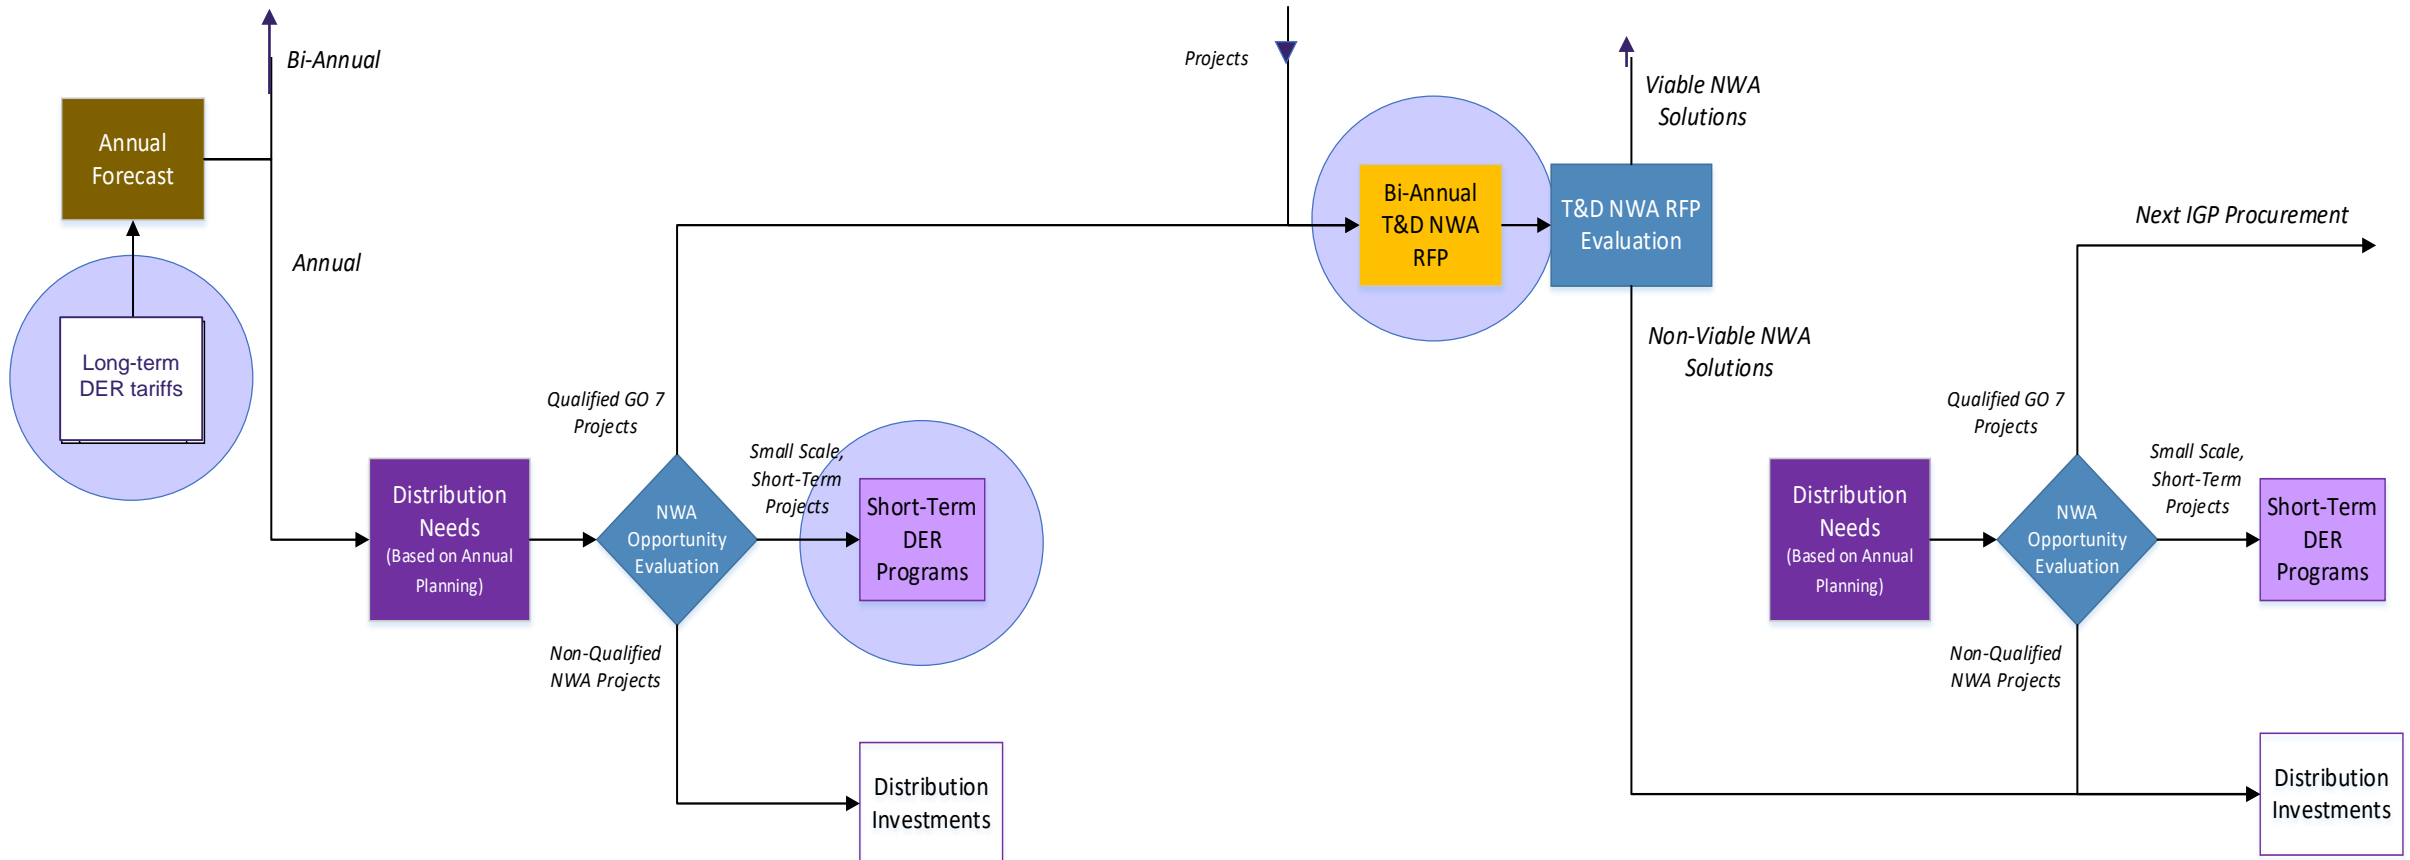 Bi-Annual
Annual
Forecast
Annual
Long-term
DER tariffs
Distribution
Needs
(Based on Annual
Planning)
Qualified GO 7
Projects
NWA
Opportunity
Evaluation
Small Scale,
Short-Term
Projects
Short-Term
DER
Programs
Non-Qualified
NWA Projects
Distribution
Investments
Projects
Bi-Annual
T&D NWA
RFP
T&D NWA RFP
Evaluation
Viable NWA
Solutions
Non-Viable NWA
Solutions
Next IGP Procurement
Distribution
Needs
(Based on Annual
Planning)
Qualified GO 7
Projects
NWA
Opportunity
Evaluation
Small Scale,
Short-Term
Projects
Short-Term
DER
Programs
Non-Qualified
NWA Projects
Distribution
Investments